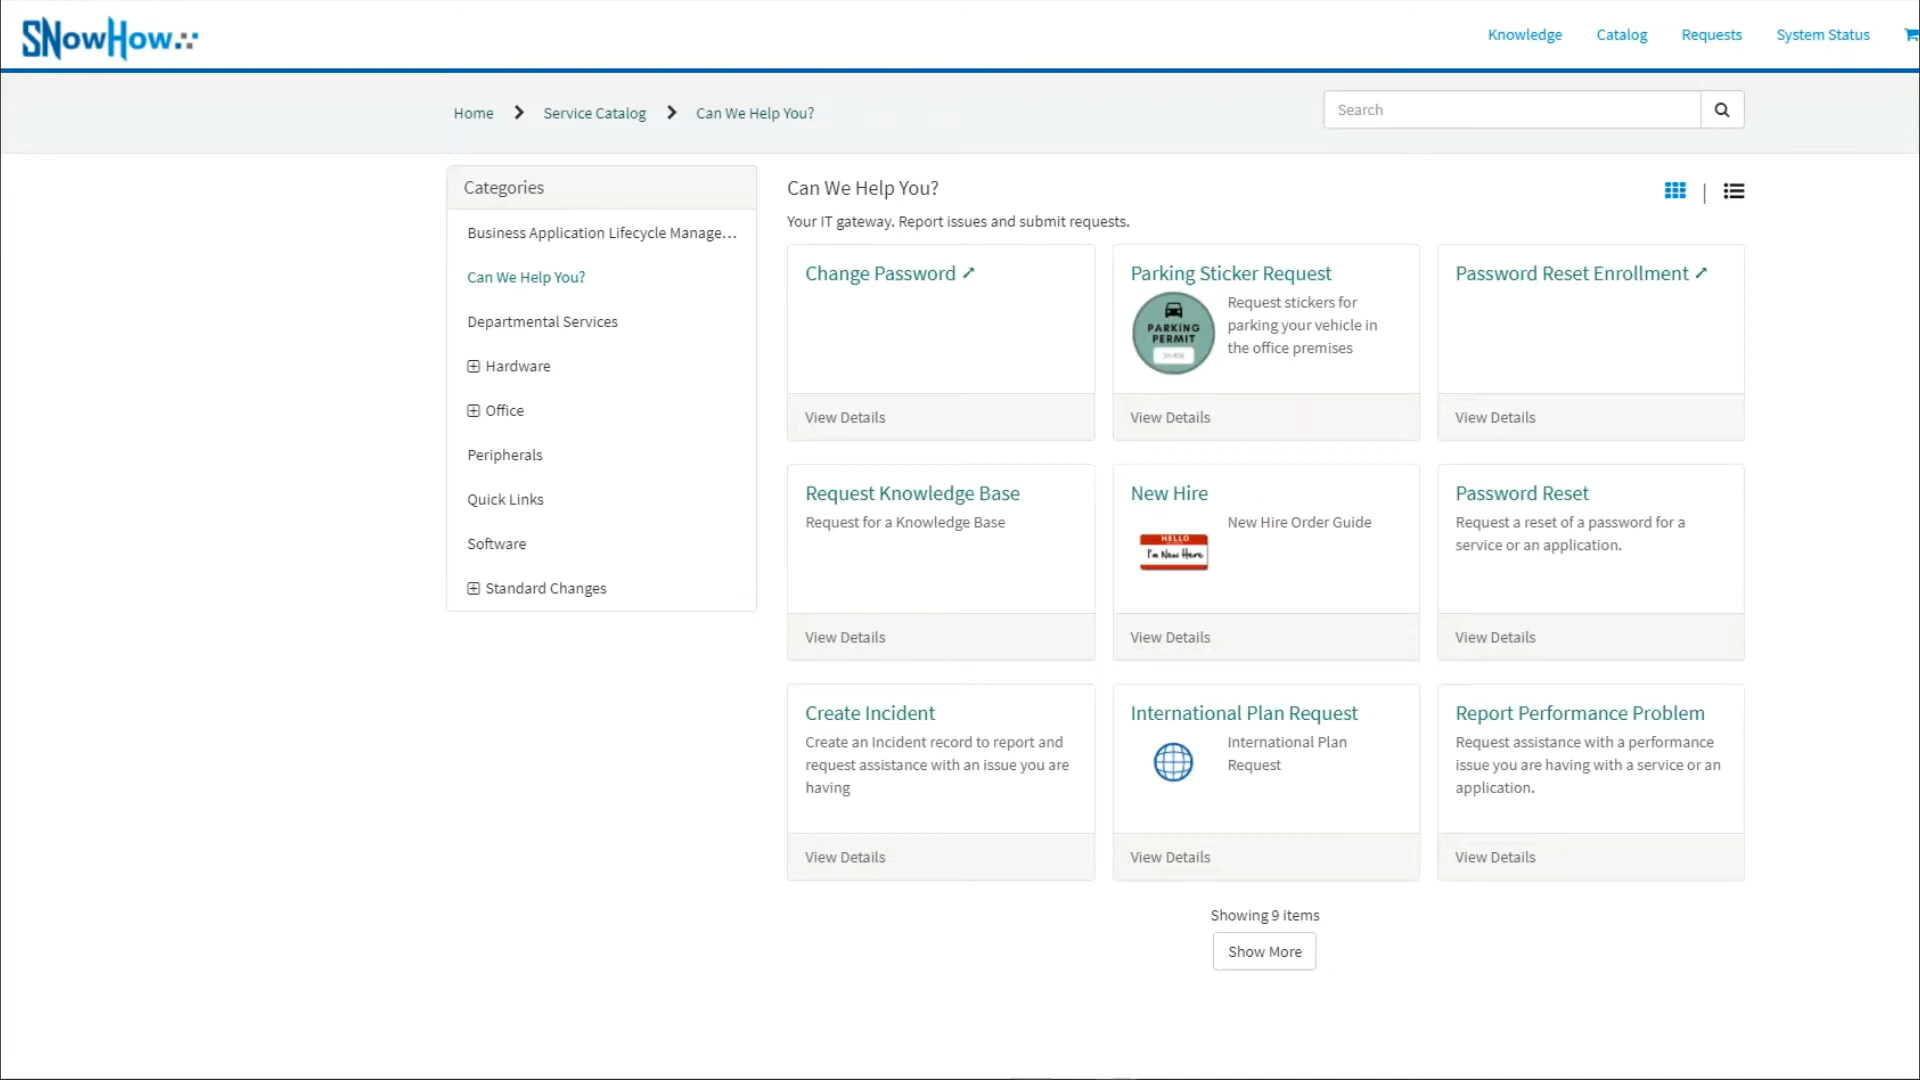 SNowHow
Knowledge
Catalog
Requests
System Status
Home
Service Catalog
Can We Help You?
Search
Categories
Business Application Lifecycle Manage...
Can We Help You?
Departmental Services
Hardware
Office
Peripherals
Quick Links
Software
Standard Changes
Can We Help You?
|
Your IT gateway. Report issues and submit requests.
Change Password
View Details
Parking Sticker Request
PARKING
PERMIT
Request stickers for
parking your vehicle in
the office premises
View Details
Password Reset Enrollment
View Details
Request Knowledge Base
Request for a Knowledge Base
View Details
New Hire
HELLO
I'm New Here
New Hire Order Guide
View Details
Password Reset
Request a reset of a password for a
service or an application.
View Details
Create Incident
Create an Incident record to report and
request assistance with an issue you are
having
View Details
International Plan Request
International Plan
Request
View Details
Report Performance Problem
Request assistance with a performance
issue you are having with a service or an
application.
View Details
Showing 9 items
Show More